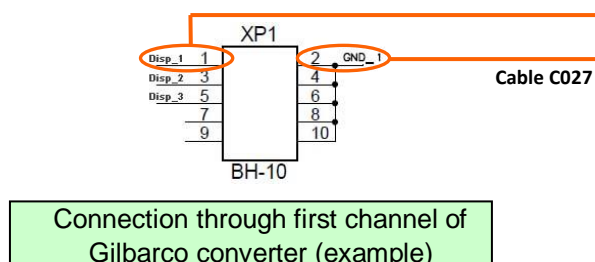 XP1
Disp_1 1 2 GND_1
Disp_2 3 4
Cable C027
Disp_3 5 6
7 8
9 10
BH-10
Connection through first channel of
Gilbarco converter (example)